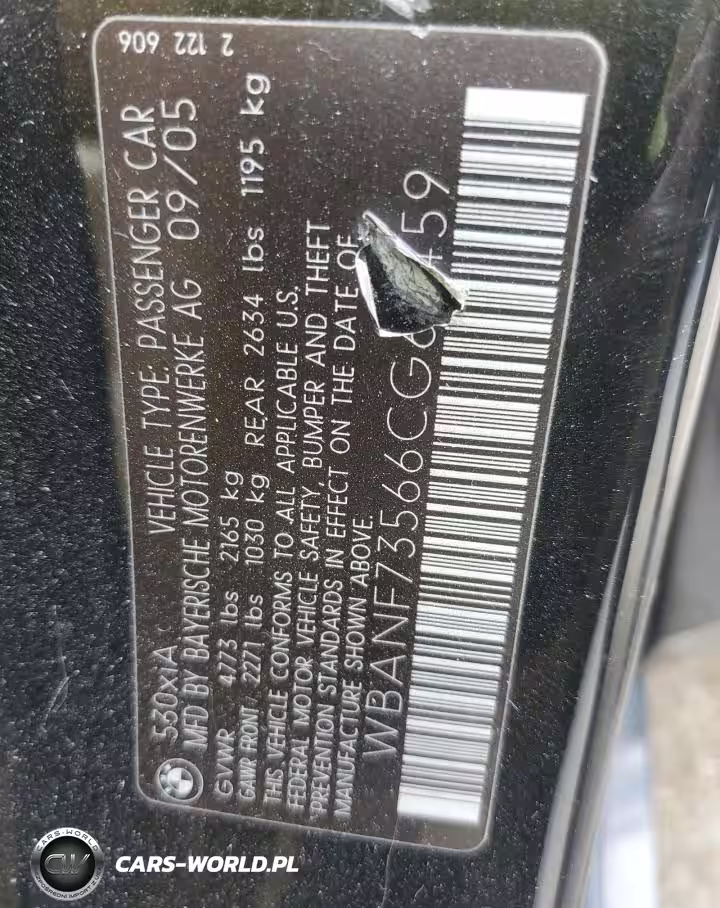 2 122 606
530xiA VEHICLE TYPE: PASSENGER CAR
MFD BY BAYERISCHE MOTORENWERKE AG 09/05
GVWR 4773 lbs 2165 kg
GAWR FRONT 2271 lbs 1030 kg REAR 2634 lbs 1195 kg
THIS VEHICLE CONFORMS TO ALL APPLICABLE U.S.
FEDERAL MOTOR VEHICLE SAFETY, BUMPER AND THEFT
PREVENTION STANDARDS IN EFFECT ON THE DATE OF
MANUFACTURE SHOWN ABOVE.
CARS-WORLD
CW
CARS-WORLD.PL